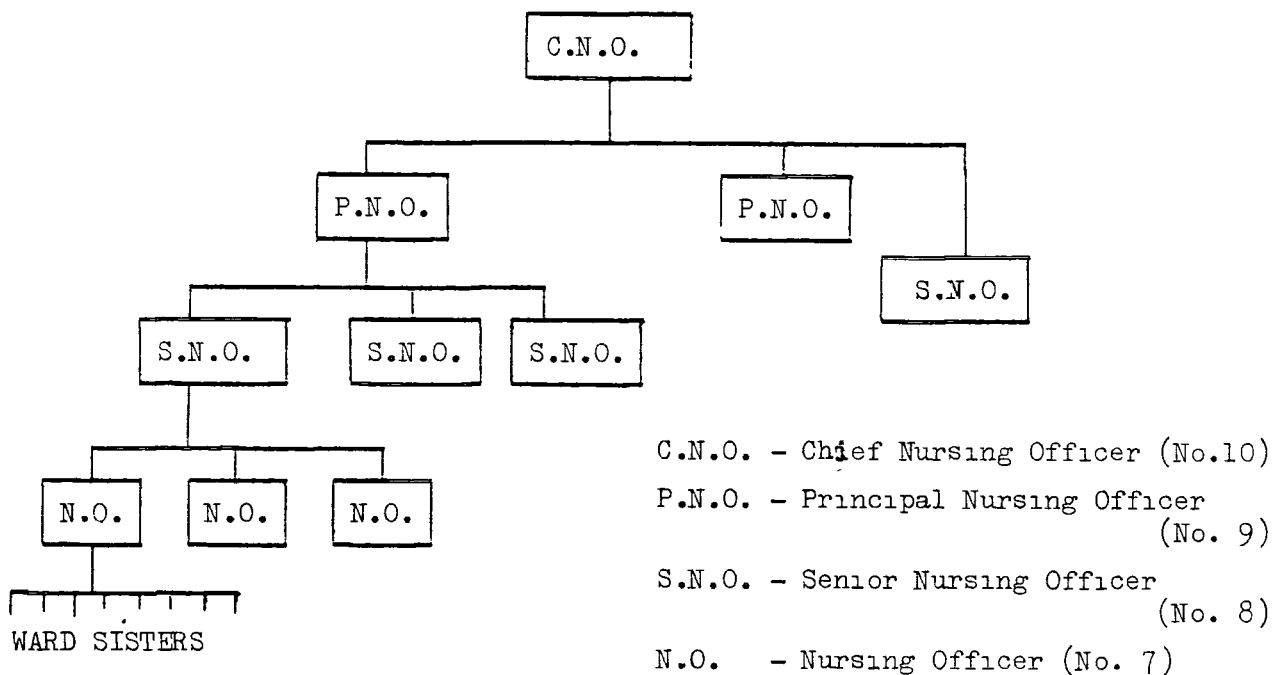 C.N.O.
P.N.O.
P.N.O.
S.N.O.
S.N.O.
S.N.O.
S.N.O.
N.O.
N.O.
N.O.
WARD SISTERS
C.N.O. - Chief Nursing Officer (No.10)
P.N.O. - Principal Nursing Officer
(No. 9)
S.N.O. - Senior Nursing Officer
(No. 8)
N.O. - Nursing Officer (No. 7)